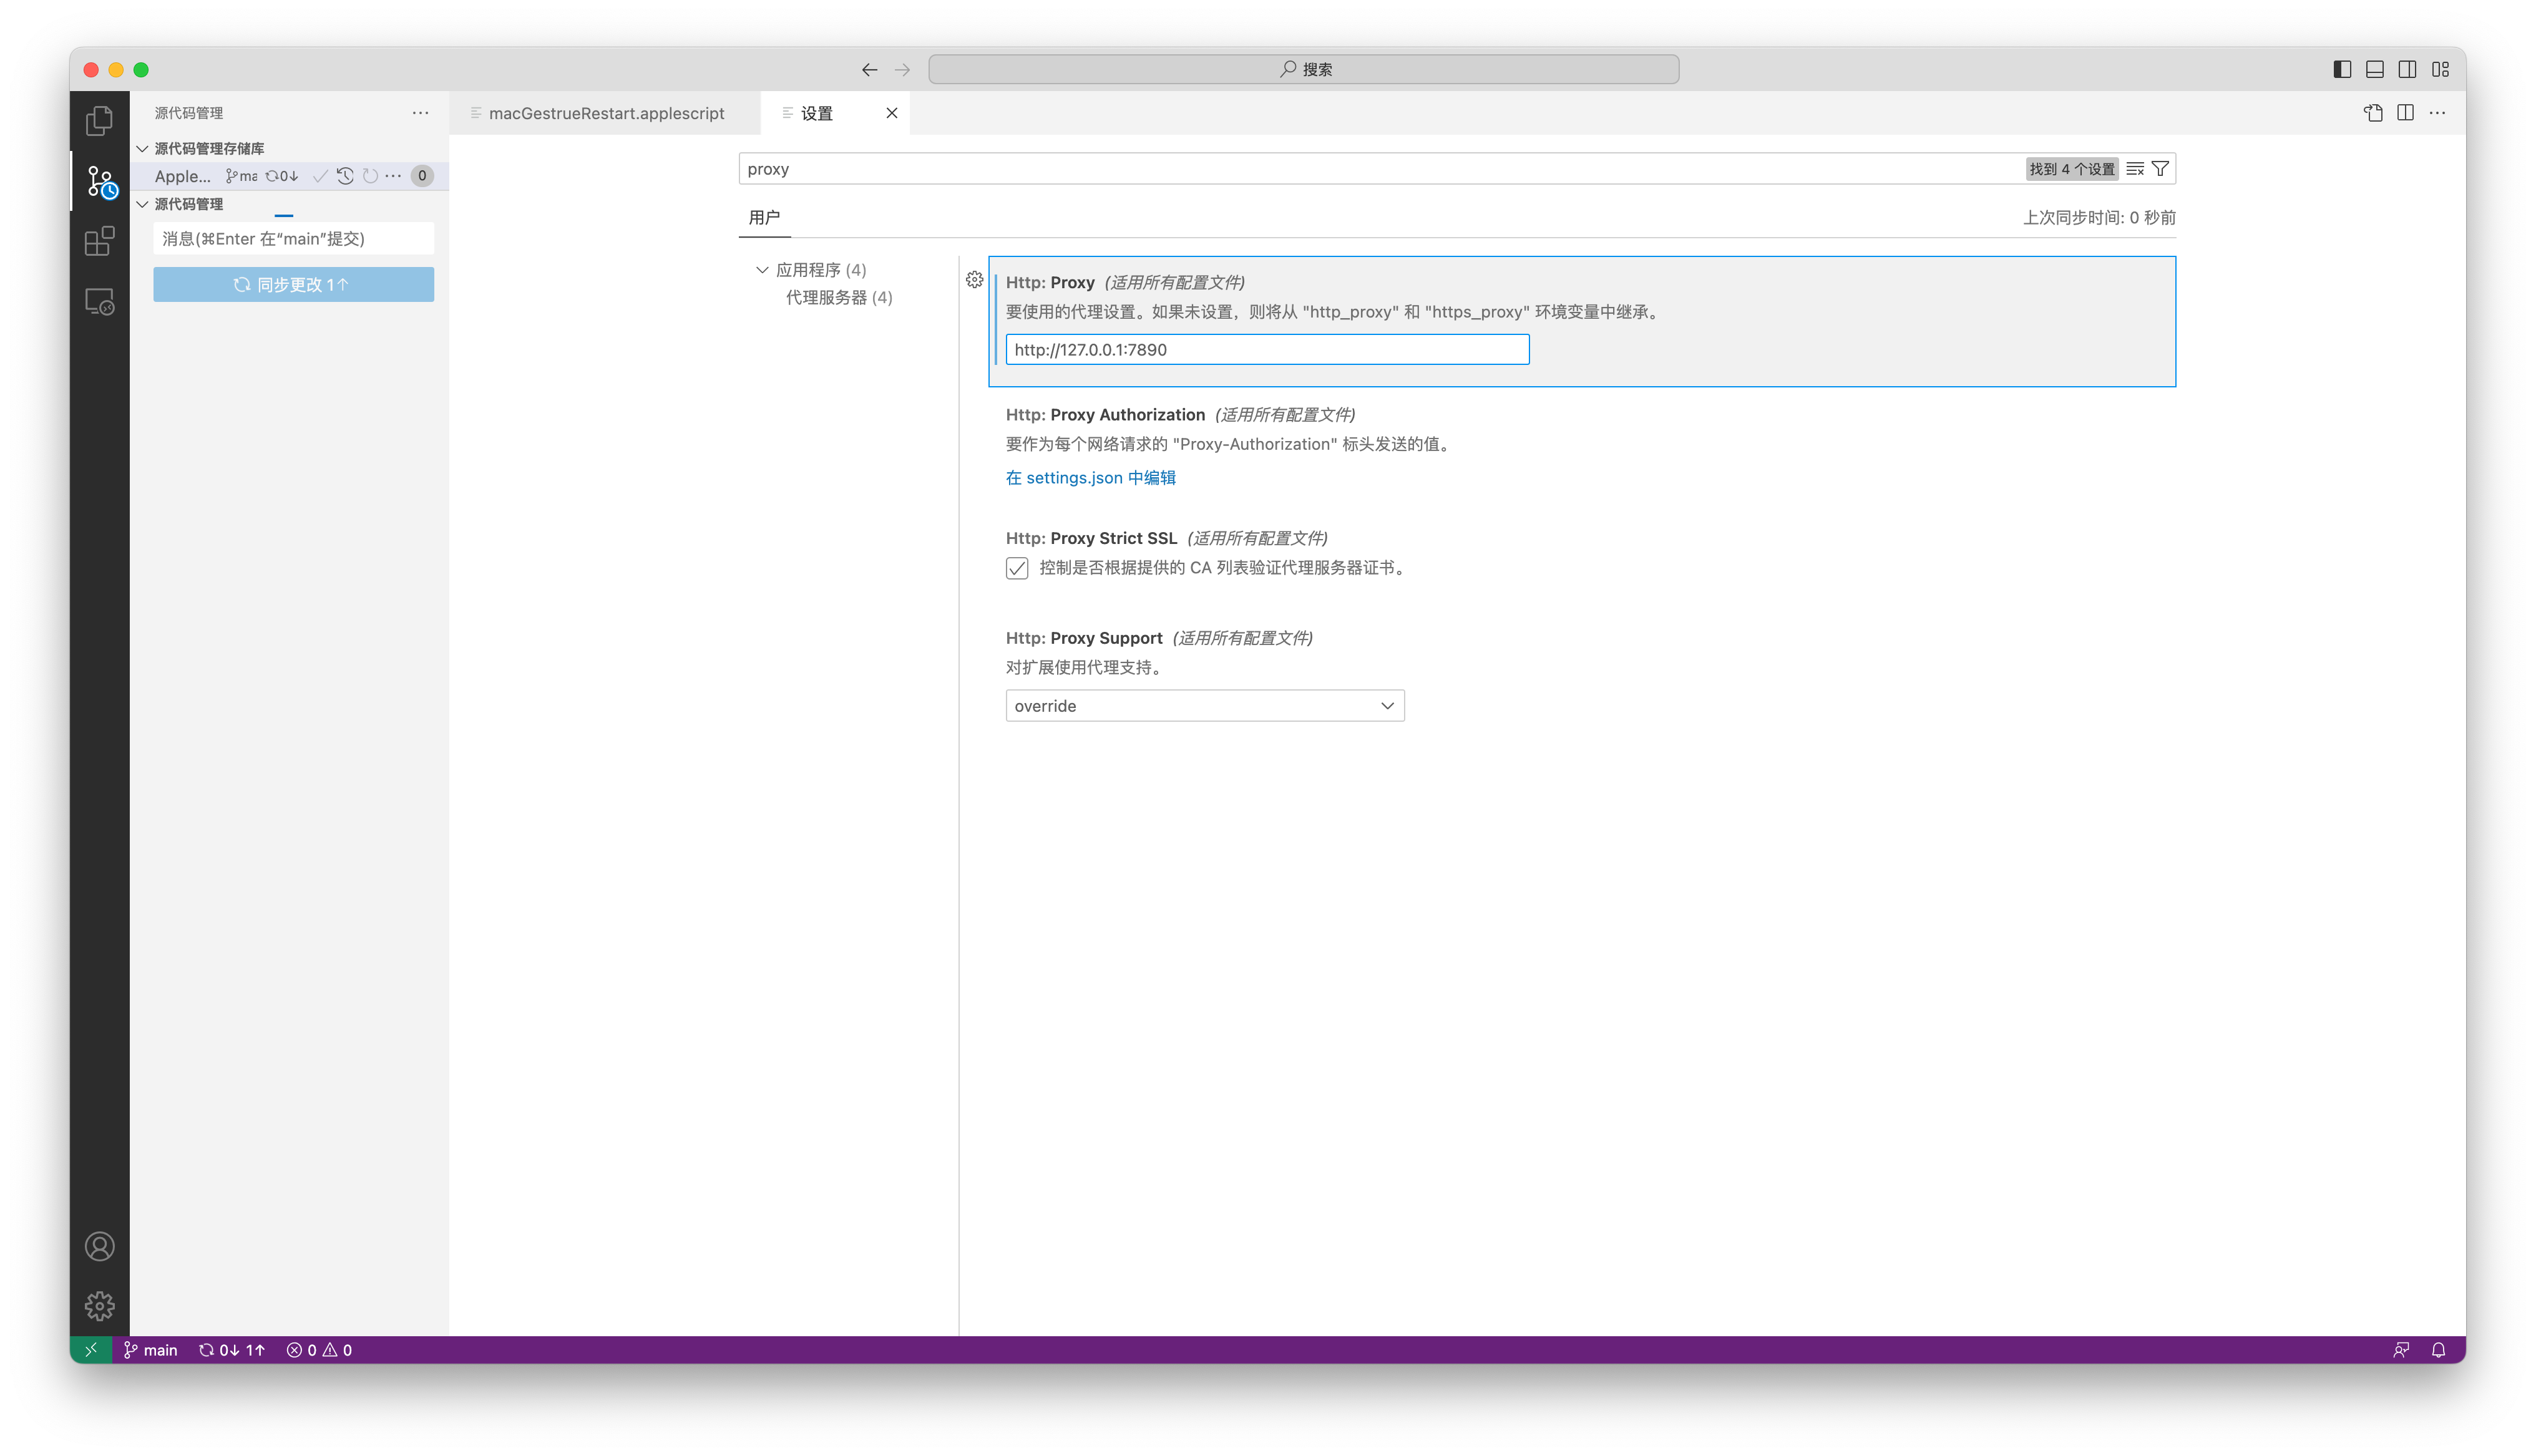 搜索
源代码管理
macGestrueRestart.applescript
设置
源代码管理存储库
Apple... ma 0↓ 0
源代码管理
消息(⌘Enter 在“main”提交)
同步更改 1↑
proxy
找到 4 个设置
用户
上次同步时间: 0 秒前
应用程序 (4)
代理服务器 (4)
Http: Proxy (适用所有配置文件)
要使用的代理设置。如果未设置，则将从 "http_proxy" 和 "https_proxy" 环境变量中继承。
http://127.0.0.1:7890
Http: Proxy Authorization (适用所有配置文件)
要作为每个网络请求的 "Proxy-Authorization" 标头发送的值。
在 settings.json 中编辑
Http: Proxy Strict SSL (适用所有配置文件)
控制是否根据提供的 CA 列表验证代理服务器证书。
Http: Proxy Support (适用所有配置文件)
对扩展使用代理支持。
override
main 0↓ 1↑ 0 0